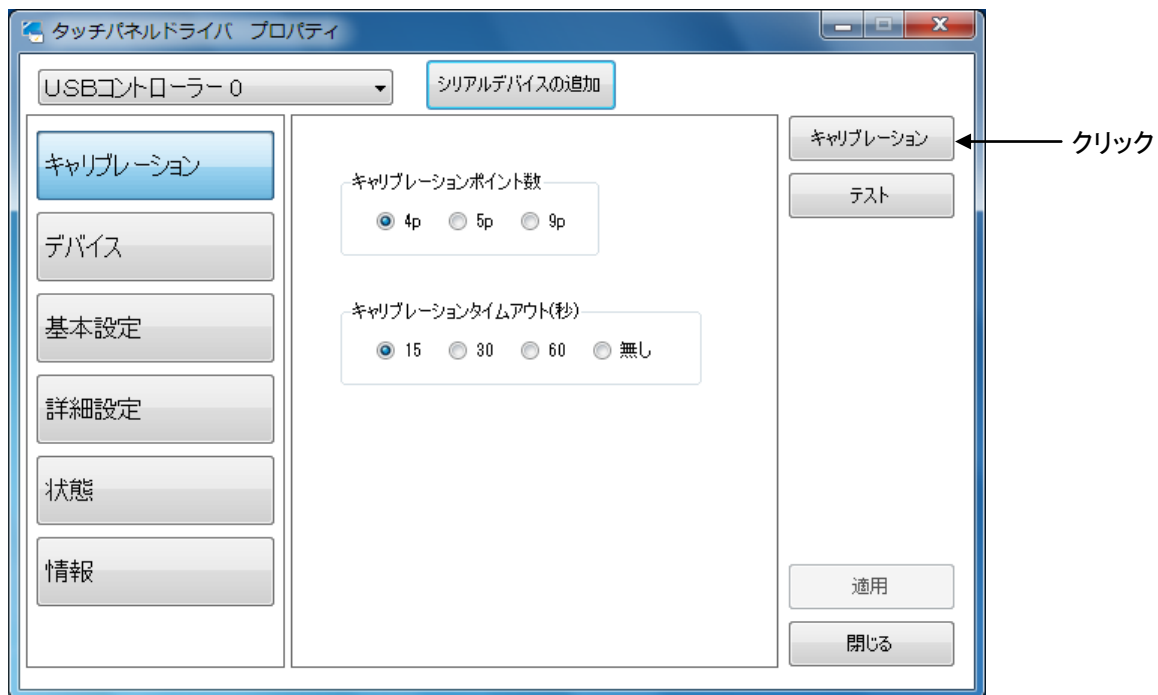 タッチパネルドライバ プロパティ
USBコントローラー 0
シリアルデバイスの追加
キャリブレーション
デバイス
基本設定
詳細設定
状態
情報
キャリブレーションポイント数
4p 5p 9p
キャリブレーションタイムアウト(秒)
15 30 60 無し
キャリブレーション
クリック
テスト
適用
閉じる